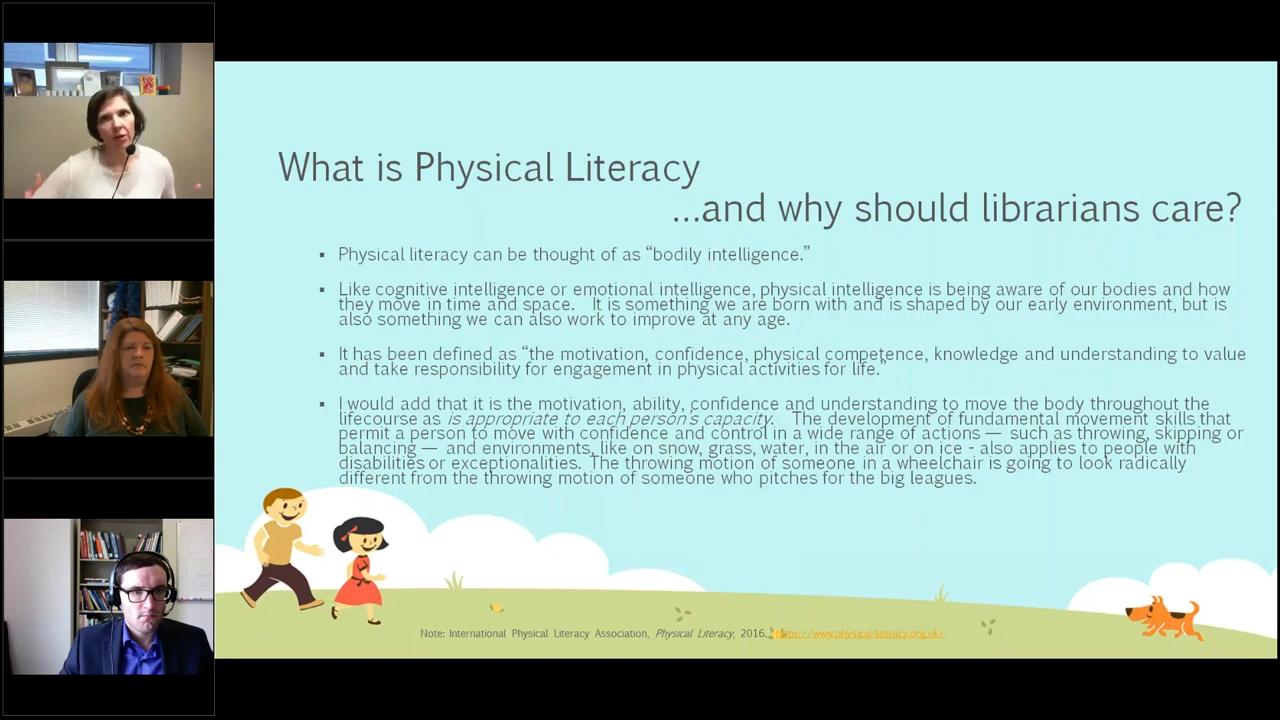 What is Physical Literacy
...and why should librarians care?
▪ Physical literacy can be thought of as “bodily intelligence.”
▪ Like cognitive intelligence or emotional intelligence, physical intelligence is being aware of our bodies and how
they move in time and space. It is something we are born with and is shaped by our early environment, but is
also something we can also work to improve at any age.
▪ It has been defined as “the motivation, confidence, physical competence, knowledge and understanding to value
and take responsibility for engagement in physical activities for life.”
▪ I would add that it is the motivation, ability, confidence and understanding to move the body throughout the
lifecourse as is appropriate to each person's capacity. The development of fundamental movement skills that
permit a person to move with confidence and control in a wide range of actions — such as throwing, skipping or
balancing — and environments, like on snow, grass, water, in the air or on ice - also applies to people with
disabilities or exceptionalities. The throwing motion of someone in a wheelchair is going to look radically
different from the throwing motion of someone who pitches for the big leagues.
Note: International Physical Literacy Association, Physical Literacy, 2016. https://www.physical-literacy.org.uk/